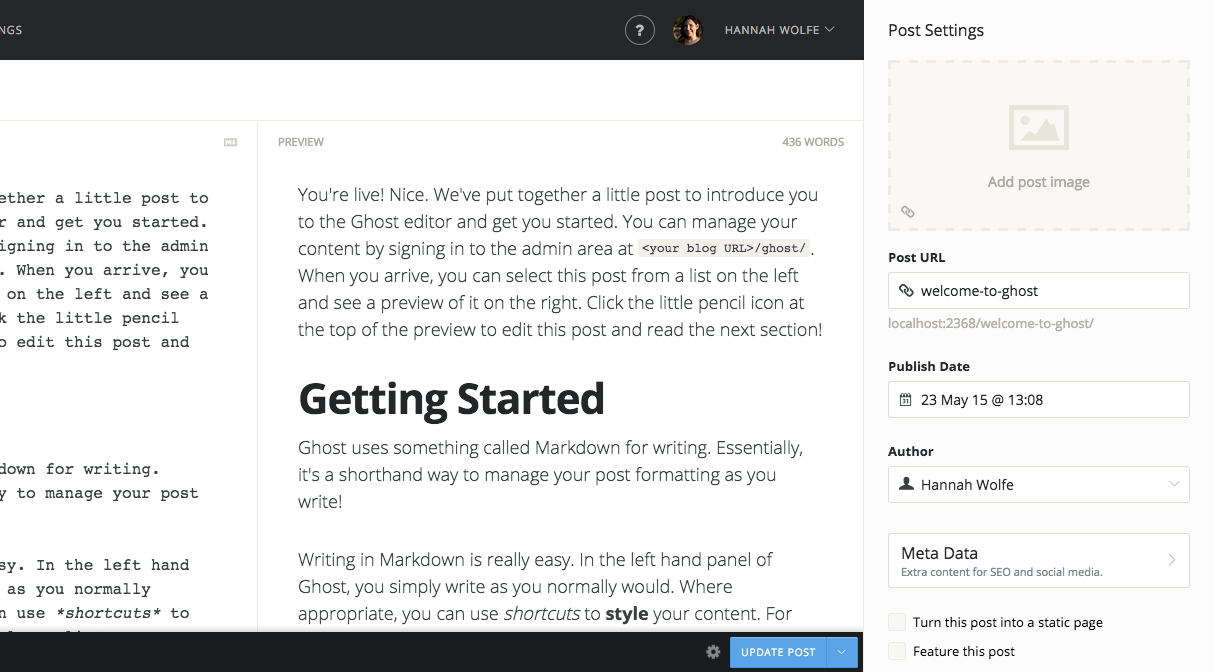 NGS
?
HANNAH WOLFE
PREVIEW
436 WORDS
ether a little post to
r and get you started.
igning in to the admin
. When you arrive, you
on the left and see a
k the little pencil
o edit this post and
down for writing.
y to manage your post
sy. In the left hand
as you normally
n use *shortcuts* to
You're live! Nice. We've put together a little post to introduce you
to the Ghost editor and get you started. You can manage your
content by signing in to the admin area at <your blog URL>/ghost/ .
When you arrive, you can select this post from a list on the left
and see a preview of it on the right. Click the little pencil icon at
the top of the preview to edit this post and read the next section!
Getting Started
Ghost uses something called Markdown for writing. Essentially,
it's a shorthand way to manage your post formatting as you
write!
Writing in Markdown is really easy. In the left hand panel of
Ghost, you simply write as you normally would. Where
appropriate, you can use shortcuts to style your content. For
UPDATE POST
Post Settings
Add post image
Post URL
welcome-to-ghost
localhost:2368/welcome-to-ghost/
Publish Date
23 May 15 @ 13:08
Author
Hannah Wolfe
Meta Data
Extra content for SEO and social media.
Turn this post into a static page
Feature this post